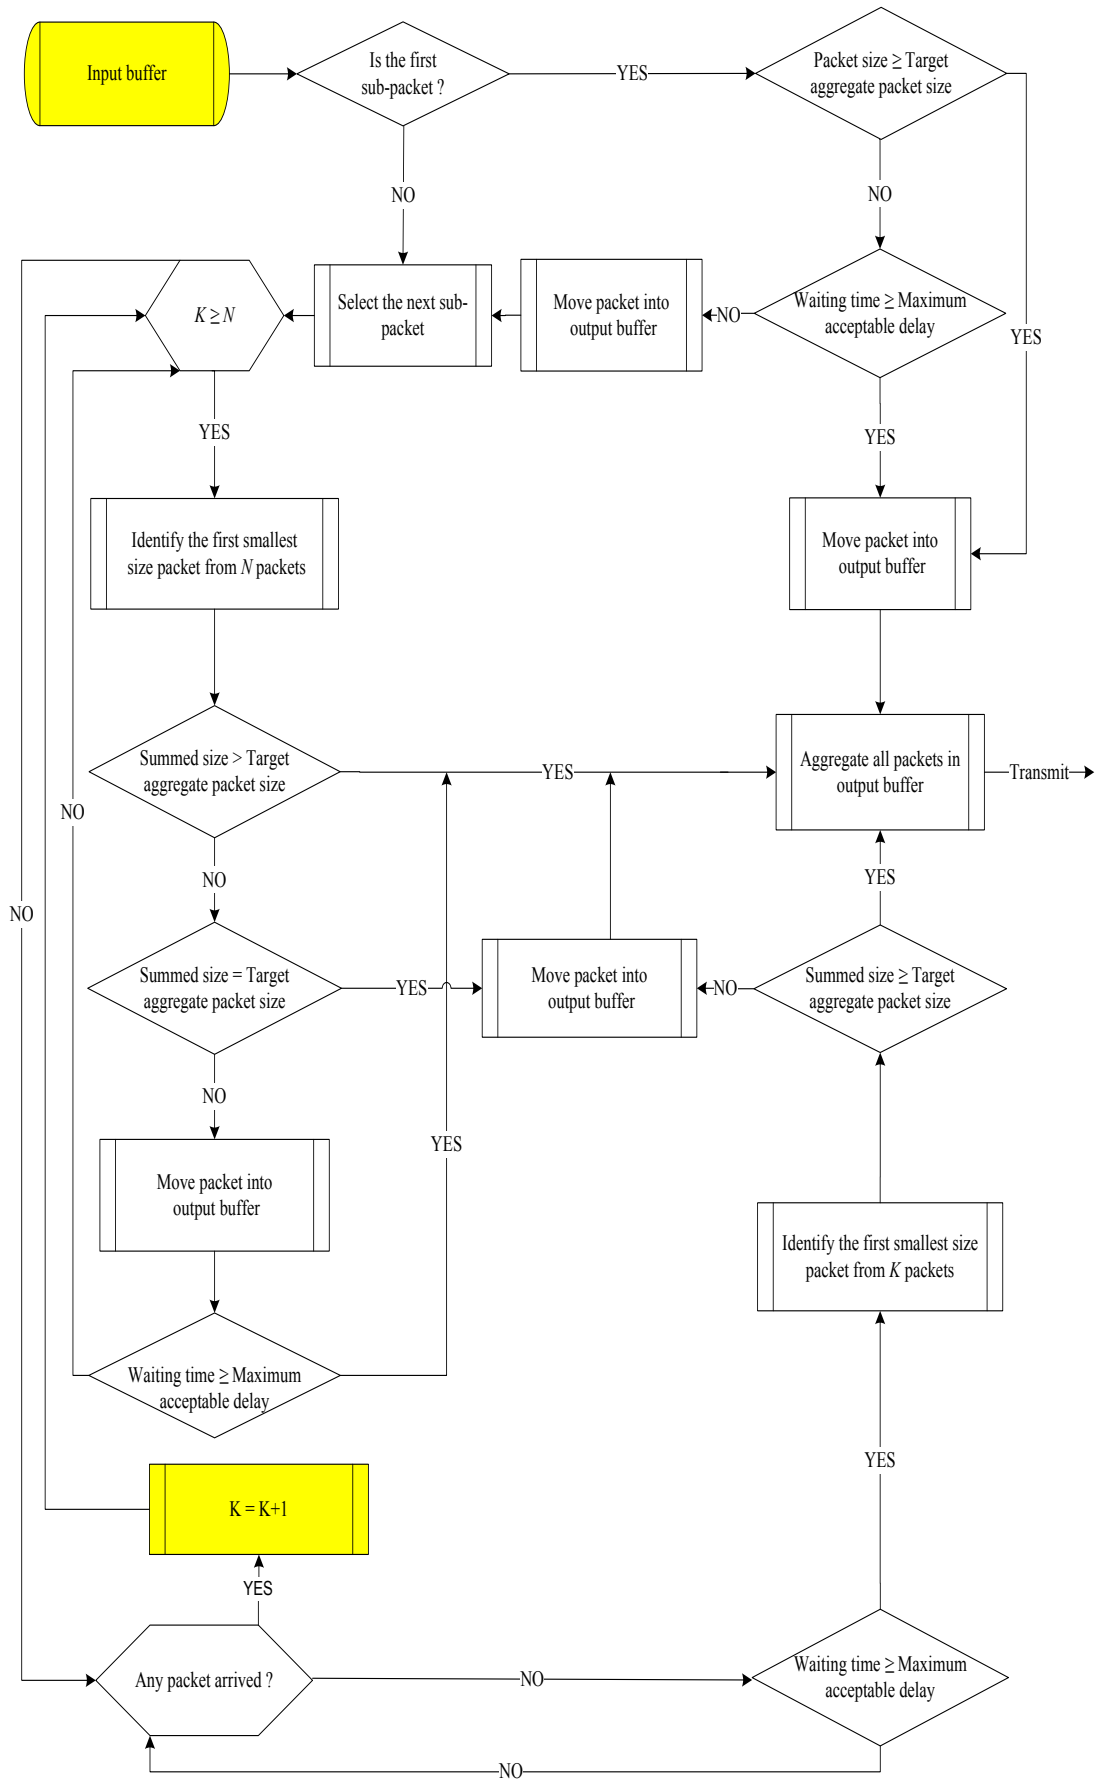 Input buffer
Is the first
sub-packet ?
YES
Packet size ≥ Target
aggregate packet size
NO
NO
K ≥ N
Select the next sub-
packet
Move packet into
output buffer
NO
Waiting time ≥ Maximum
acceptable delay
YES
YES
YES
Identify the first smallest
size packet from N packets
Move packet into
output buffer
Summed size > Target
aggregate packet size
YES
Aggregate all packets in
output buffer
Transmit
NO
NO
NO
YES
Summed size = Target
aggregate packet size
YES
Move packet into
output buffer
NO
Summed size ≥ Target
aggregate packet size
NO
YES
Move packet into
output buffer
Identify the first smallest size
packet from K packets
Waiting time ≥ Maximum
acceptable delay
YES
K = K+1
YES
Any packet arrived ?
NO
Waiting time ≥ Maximum
acceptable delay
NO